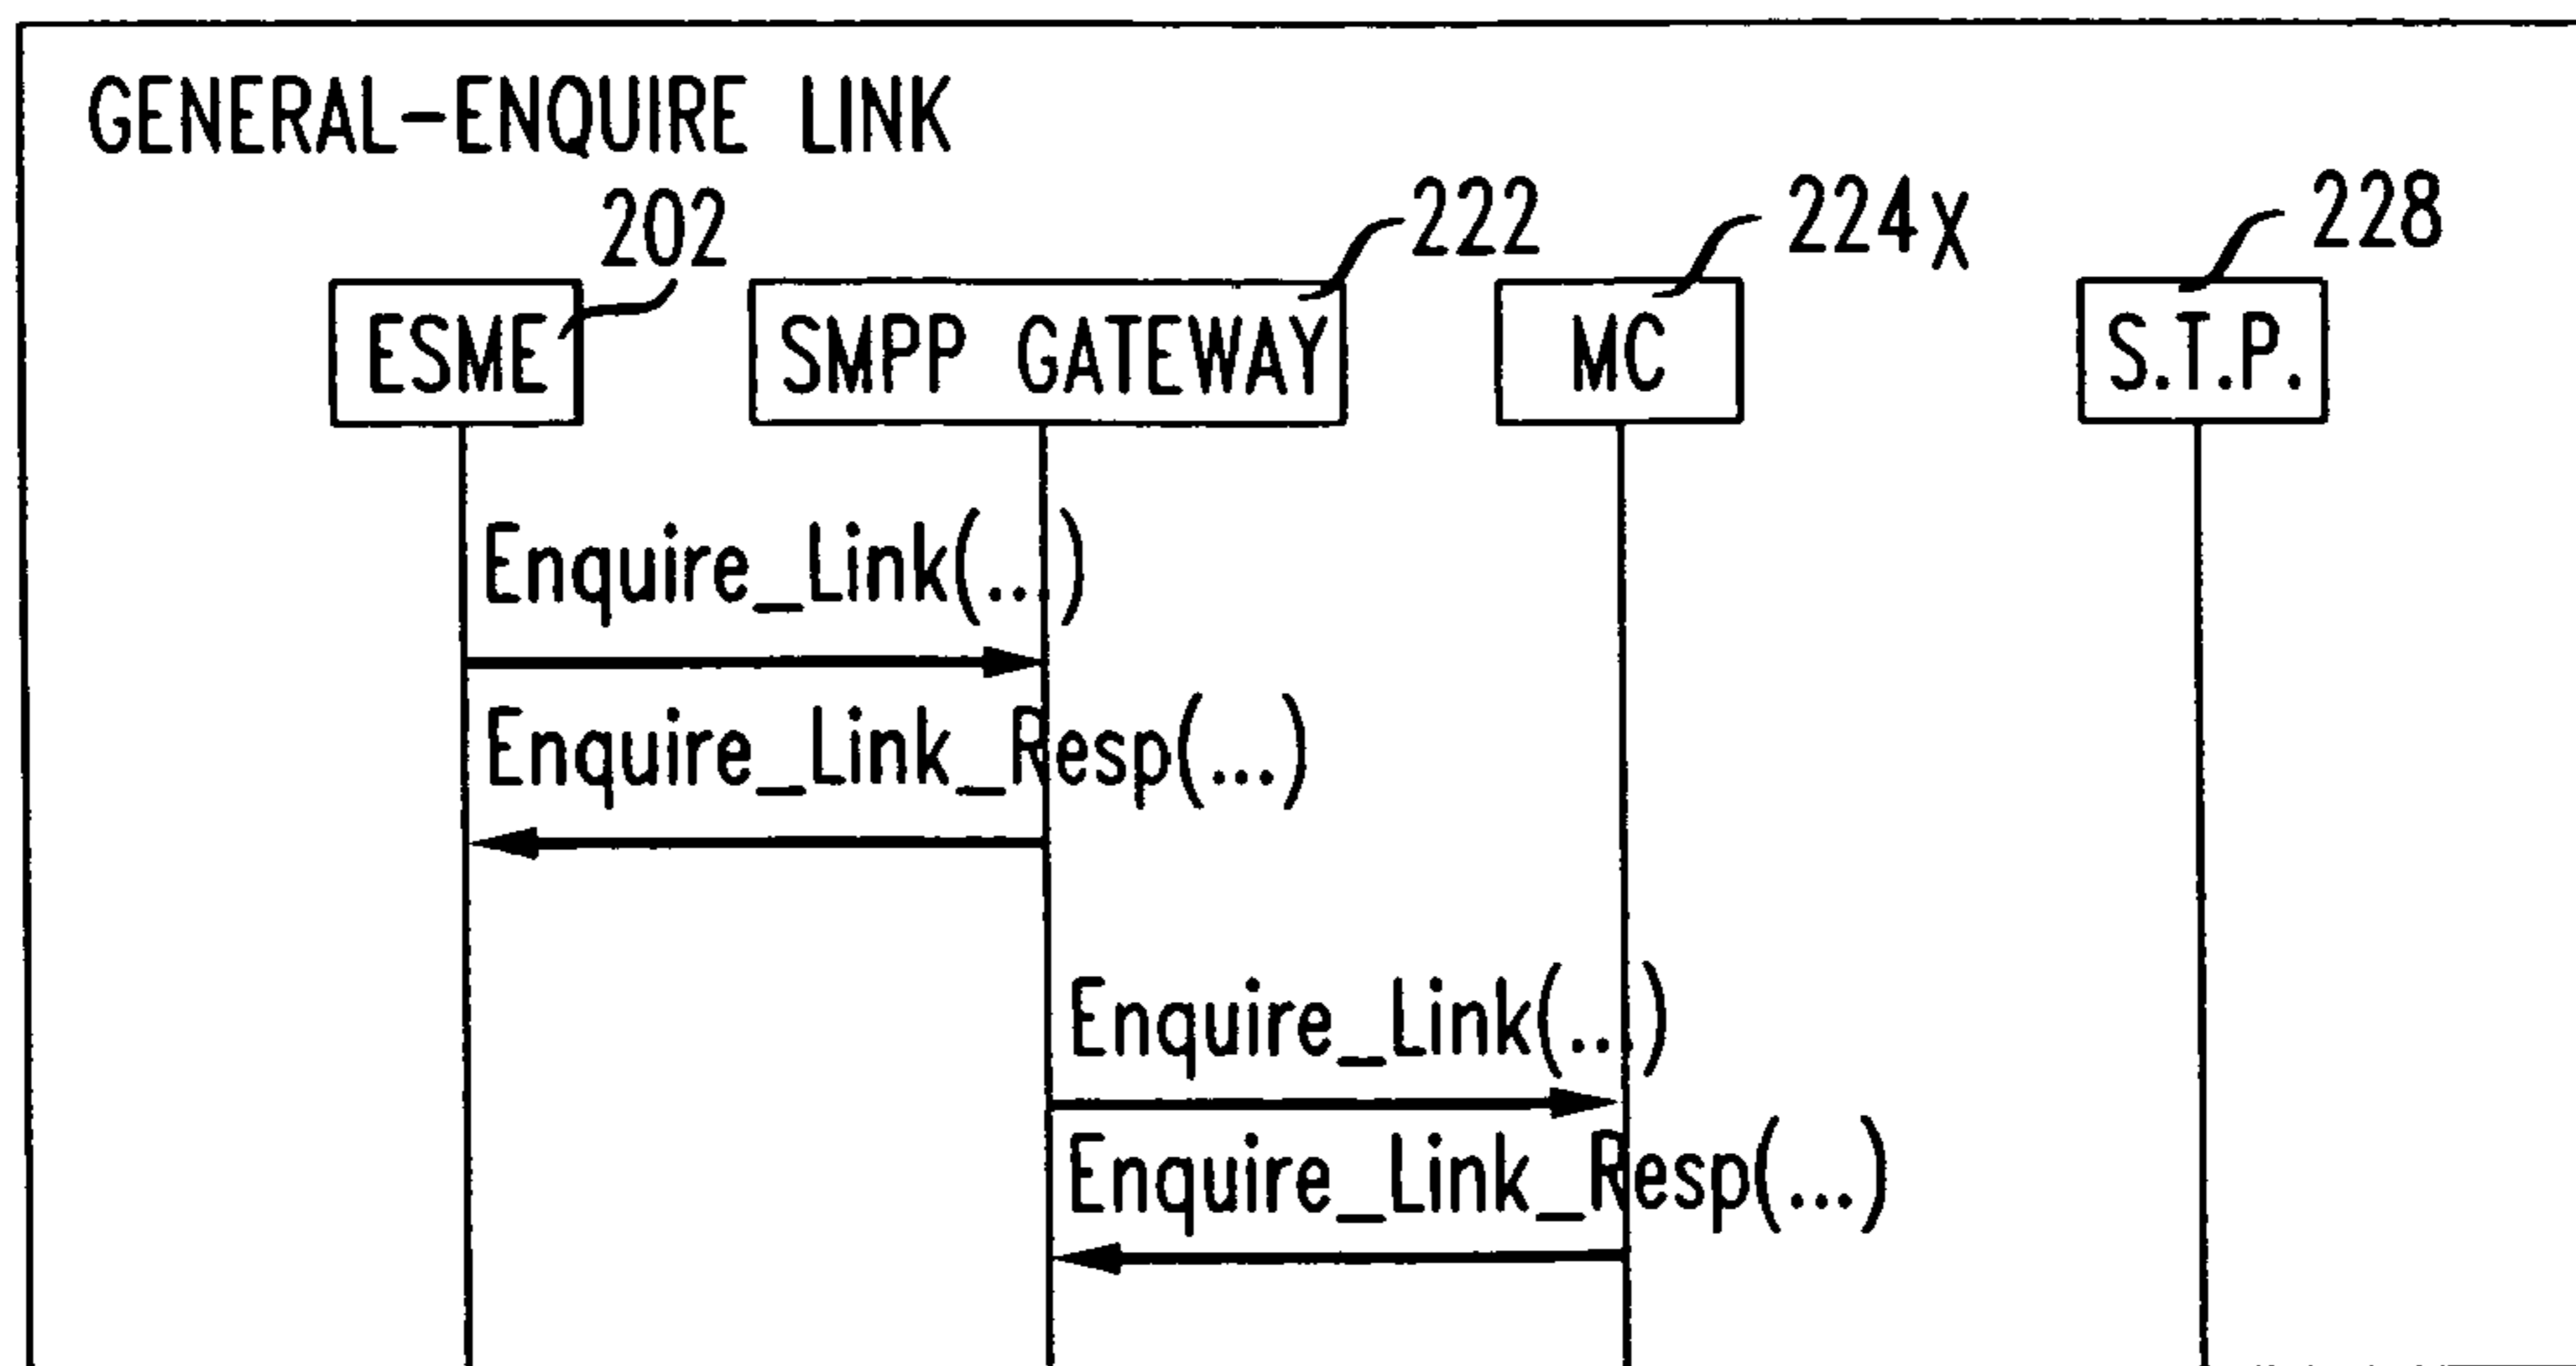 GENERAL-ENQUIRE LINK
202
222
224X
228
ESME
SMPP GATEWAY
MC
S.T.P.
Enquire_Link(...)
Enquire_Link_Resp(...)
Enquire_Link(...)
Enquire_Link_Resp(...)